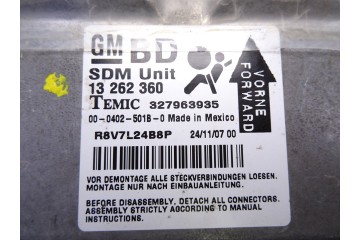 GM BD
SDM Unit
13 262 360
TEMIC 327963935
00-0402-501B-0 Made in Mexico
R8V7L24B8P 24/11/07 00
VORNE
FORWARD
VOR DEMONTAGE ALLE STECKVERBINDUNGEN LOESEN.
MONTAGE NUR NACH EINBAUANLEITUNG.
BEFORE DISASSEMBLY, DETACH ALL CONNECTORS.
ASSEMBLY STRICTLY ACCORDING TO MANUAL
INSTRUCTIONS.